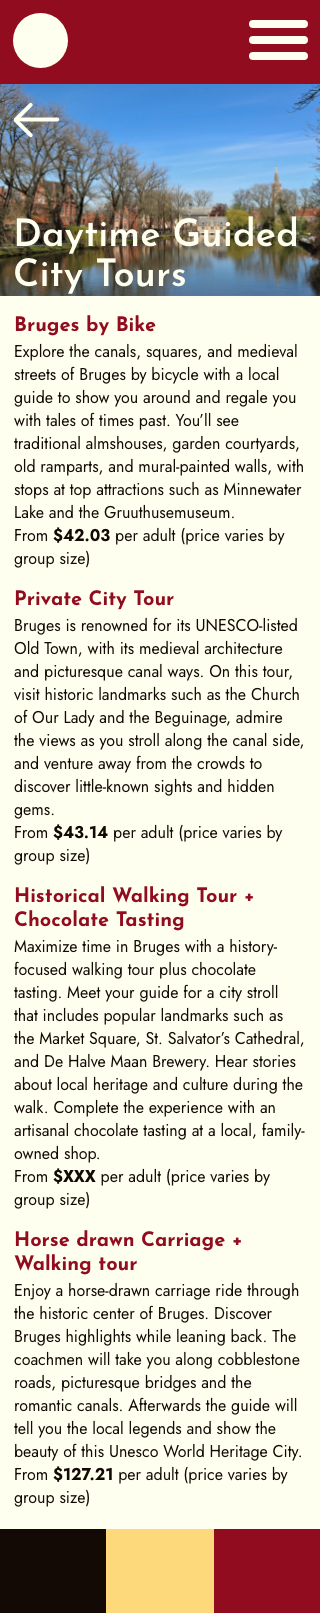 Daytime Guided
City Tours
Bruges by Bike
Explore the canals, squares, and medieval
streets of Bruges by bicycle with a local
guide to show you around and regale you
with tales of times past. You’ll see
traditional almshouses, garden courtyards,
old ramparts, and mural-painted walls, with
stops at top attractions such as Minnewater
Lake and the Gruuthusemuseum.
From $42.03 per adult (price varies by
group size)
Private City Tour
Bruges is renowned for its UNESCO-listed
Old Town, with its medieval architecture
and picturesque canal ways. On this tour,
visit historic landmarks such as the Church
of Our Lady and the Beguinage, admire
the views as you stroll along the canal side,
and venture away from the crowds to
discover little-known sights and hidden
gems.
From $43.14 per adult (price varies by
group size)
Historical Walking Tour +
Chocolate Tasting
Maximize time in Bruges with a history-
focused walking tour plus chocolate
tasting. Meet your guide for a city stroll
that includes popular landmarks such as
the Market Square, St. Salvator’s Cathedral,
and De Halve Maan Brewery. Hear stories
about local heritage and culture during the
walk. Complete the experience with an
artisanal chocolate tasting at a local, family-
owned shop.
From $XXX per adult (price varies by
group size)
Horse drawn Carriage +
Walking tour
Enjoy a horse-drawn carriage ride through
the historic center of Bruges. Discover
Bruges highlights while leaning back. The
coachmen will take you along cobblestone
roads, picturesque bridges and the
romantic canals. Afterwards the guide will
tell you the local legends and show the
beauty of this Unesco World Heritage City.
From $127.21 per adult (price varies by
group size)